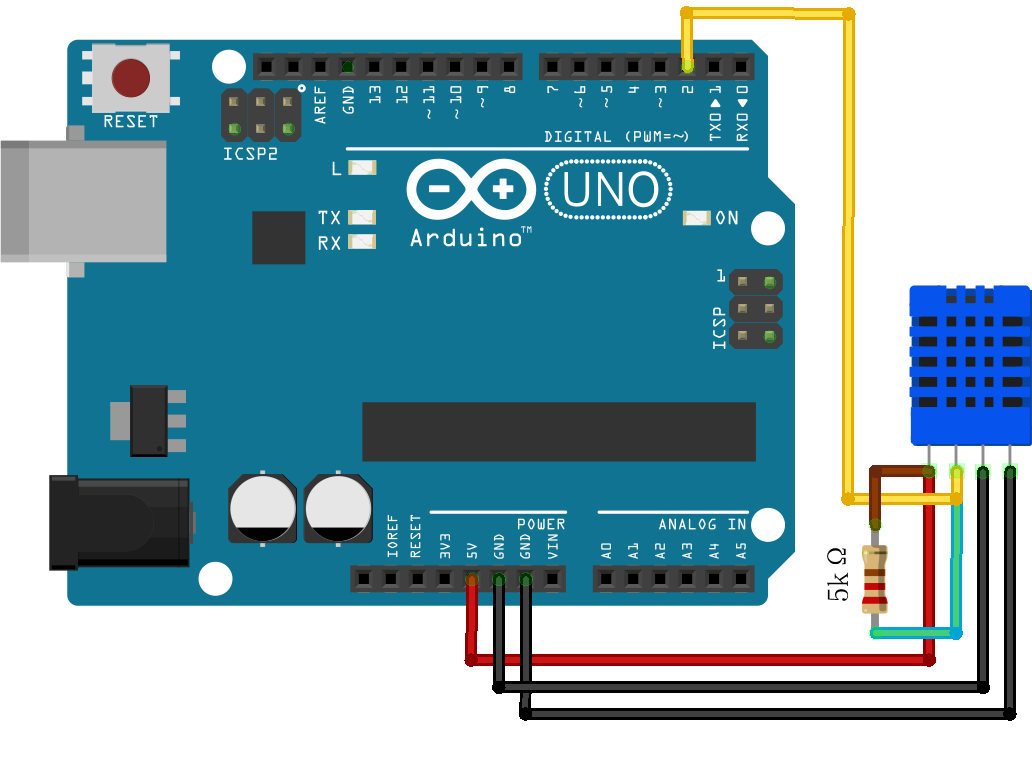 RESET
ICSP2
AREF
GND
13
12
~11
~10
~9
8
7
~6
~5
4
~3
2
TX0 ▶ 1
RX0 ◀ 0
DIGITAL (PWM=~)
L
TX
RX
UNO
ON
Arduino™
1
ICSP
5k Ω
IOREF
RESET
3V3
5V
GND
GND
VIN
POWER
A0
A1
A2
A3
A4
A5
ANALOG IN